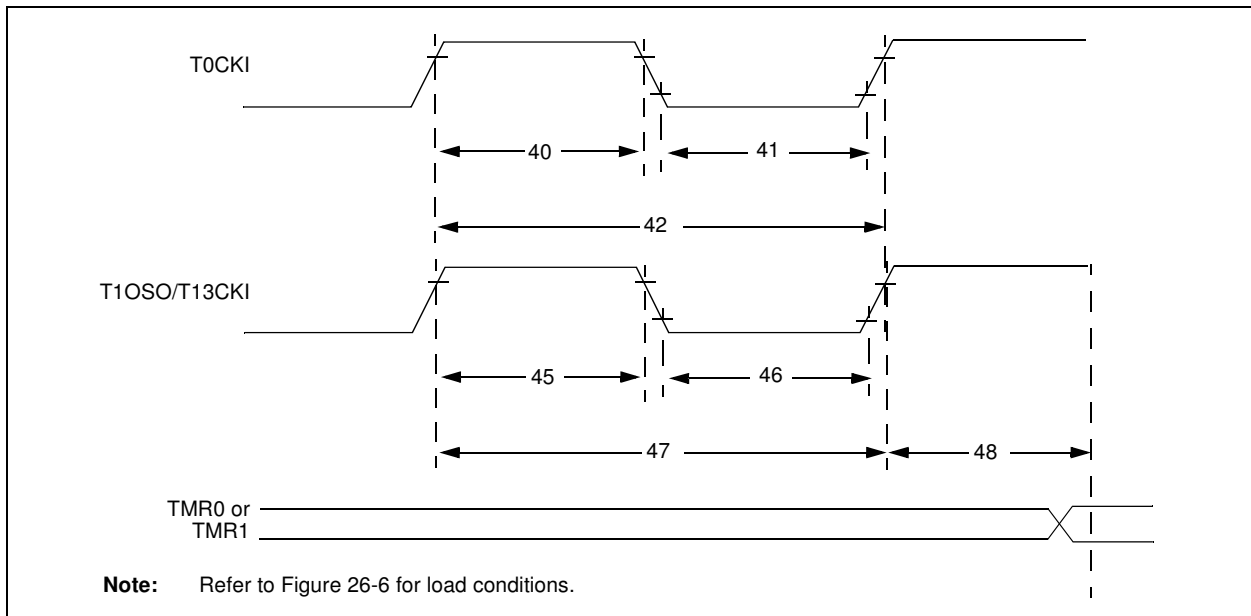 T0CKI
40
41
42
T1OSO/T13CKI
45
46
47
48
TMR0 or
TMR1
Note: Refer to Figure 26-6 for load conditions.